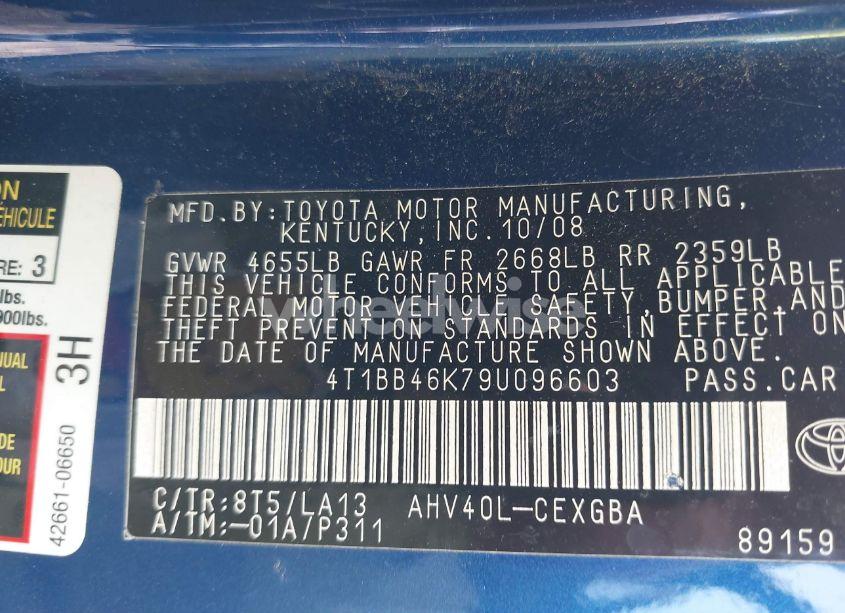 ON
VÉHICULE
RE: 3
lbs.
900lbs.
NUAL
L
DE
OUR
3H
42661-06650
MFD.BY:TOYOTA MOTOR MANUFACTURING,
KENTUCKY,INC.10/08
GVWR 4655LB GAWR FR 2668LB RR 2359LB
THIS VEHICLE CONFORMS TO ALL APPLICABLE
FEDERAL MOTOR VEHICLE SAFETY,BUMPER,AND
THEFT PREVENTION STANDARDS IN EFFECT ON
THE DATE OF MANUFACTURE SHOWN ABOVE.
4T1BB46K79U096603 PASS.CAR
C/TR:8T5/LA13 AHV40L-CEXGBA
A/TM:-01A/P311
89159
wheelwise